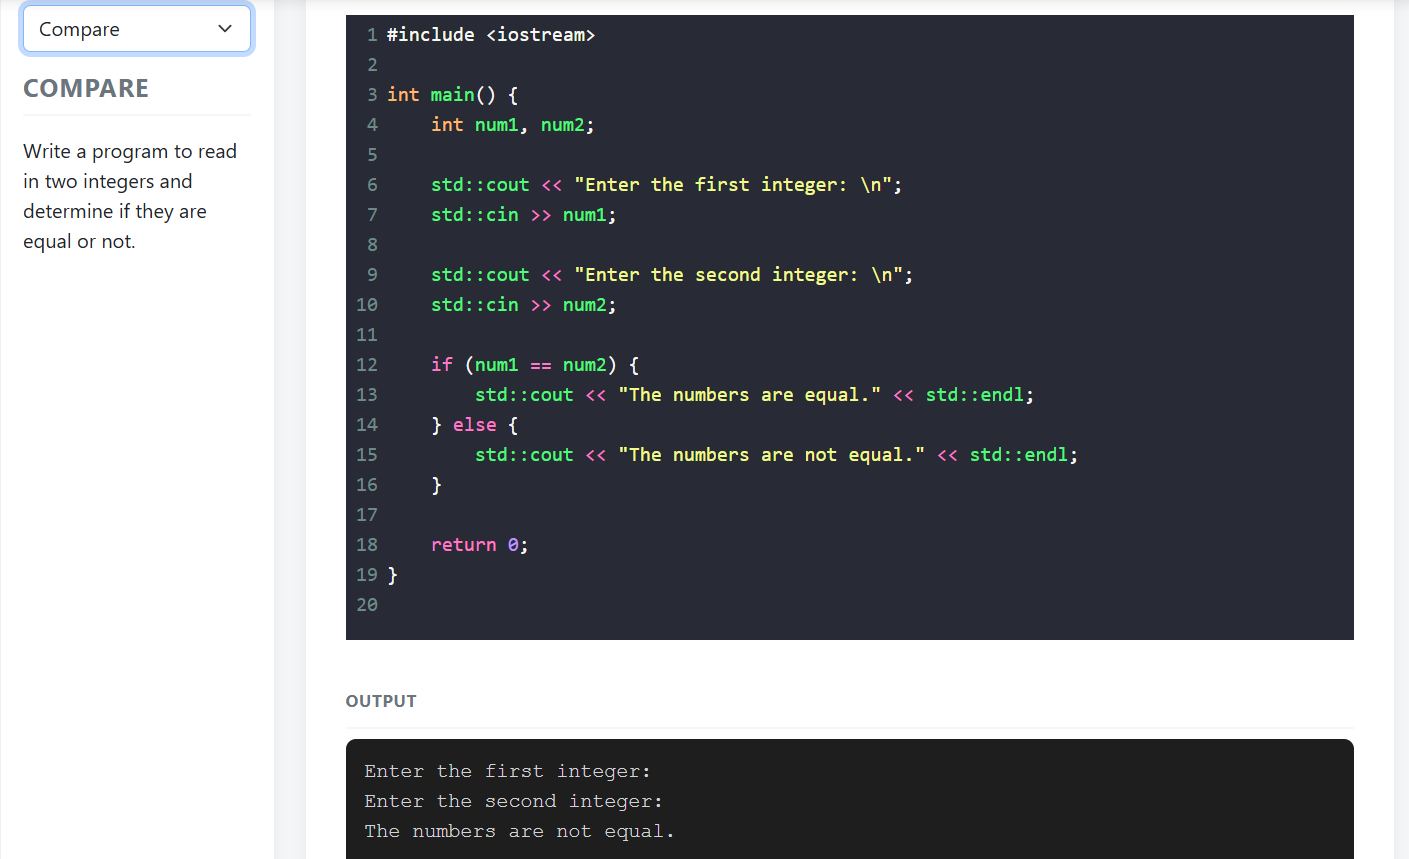 Compare
COMPARE
Write a program to read
in two integers and
determine if they are
equal or not.
1 #include <iostream>
2
3 int main() {
4     int num1, num2;
5
6     std::cout << "Enter the first integer: \n";
7     std::cin >> num1;
8
9     std::cout << "Enter the second integer: \n";
10     std::cin >> num2;
11
12     if (num1 == num2) {
13         std::cout << "The numbers are equal." << std::endl;
14     } else {
15         std::cout << "The numbers are not equal." << std::endl;
16     }
17
18     return 0;
19 }
20
OUTPUT
Enter the first integer:
Enter the second integer:
The numbers are not equal.